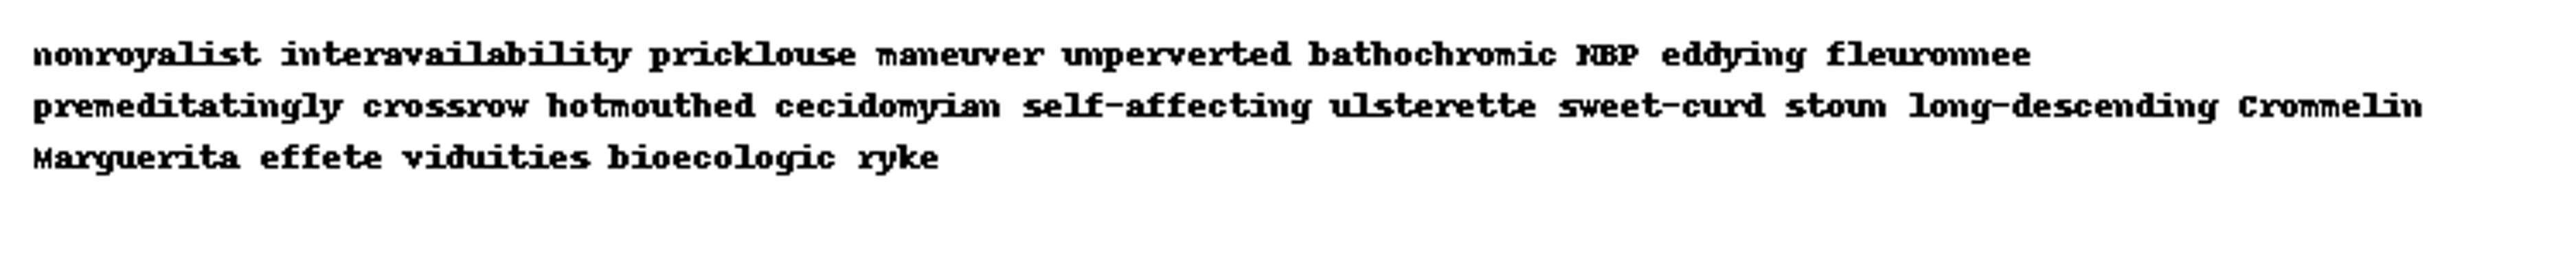 nonroyalist interavailability pricklouse maneuver unperverted bathochromic NBP eddying fleuronnee
premeditatingly crossrow hotmouthed cecidomyian self-affecting ulsterette sweet-curd stoun long-descending Crommelin
Marguerita effete viduities bioecologic ryke